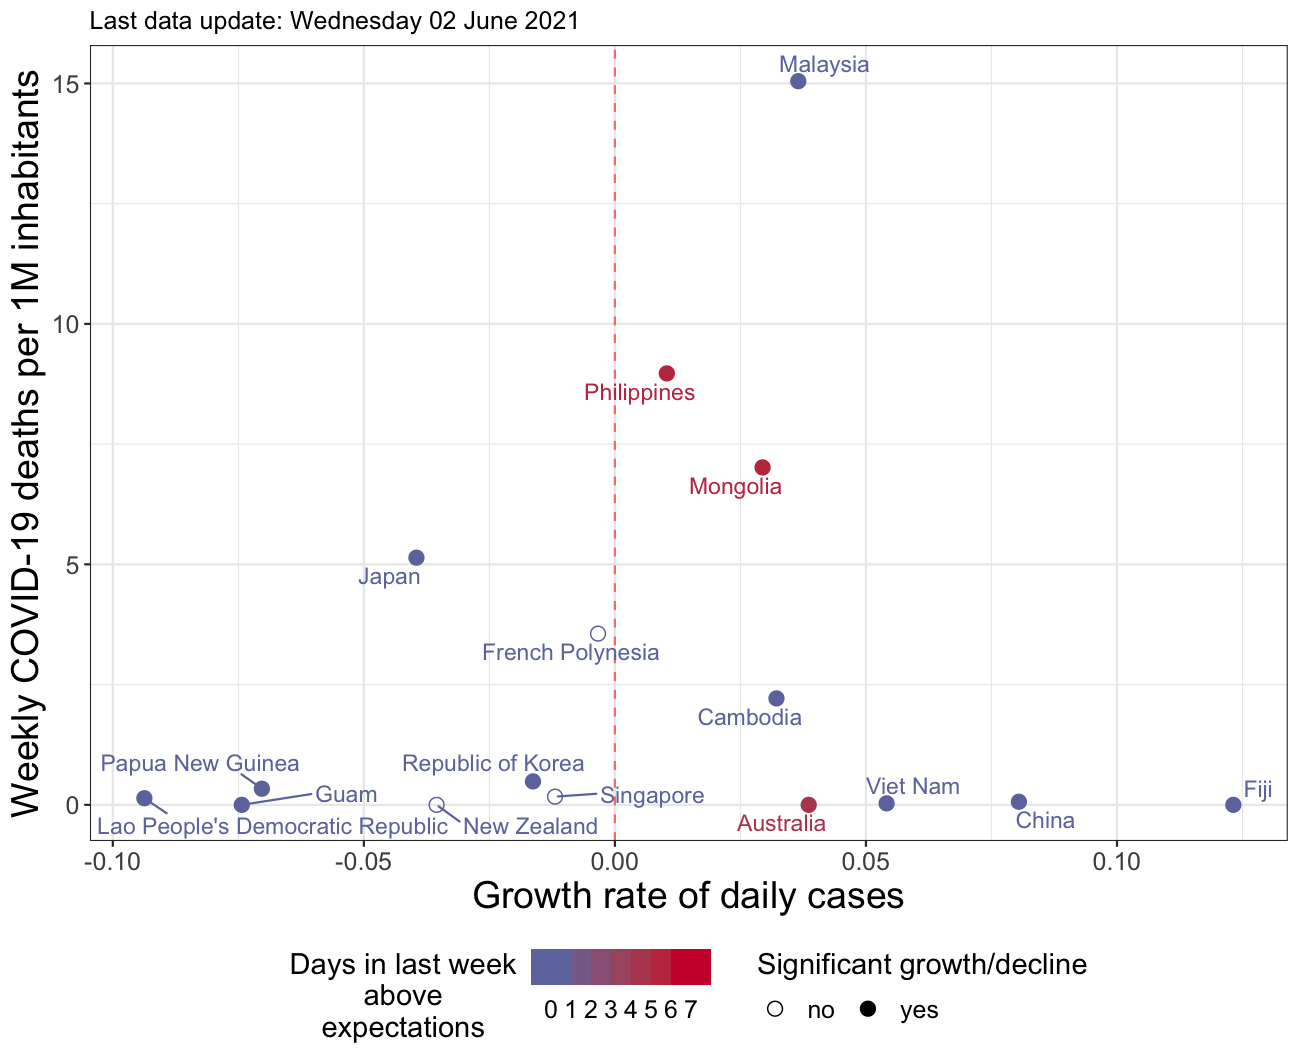 Last data update: Wednesday 02 June 2021
Weekly COVID-19 deaths per 1M inhabitants
15
10
5
0
Malaysia
Philippines
Mongolia
Japan
French Polynesia
Cambodia
Papua New Guinea
Republic of Korea
Guam
Singapore
Viet Nam
Fiji
Lao People's Democratic Republic
New Zealand
Australia
China
-0.10 -0.05 0.00 0.05 0.10
Growth rate of daily cases
Days in last week
above
expectations
0 1 2 3 4 5 6 7
Significant growth/decline
no yes